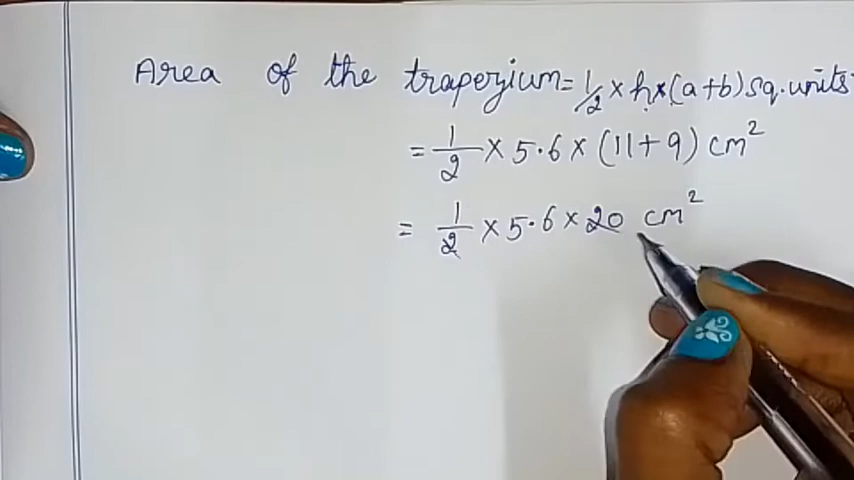 Area of the trapezium = 1/2 × h × (a+b) sq.units
= 1/2 × 5.6 × (11+9) cm²
= 1/2 × 5.6 × 20 cm²